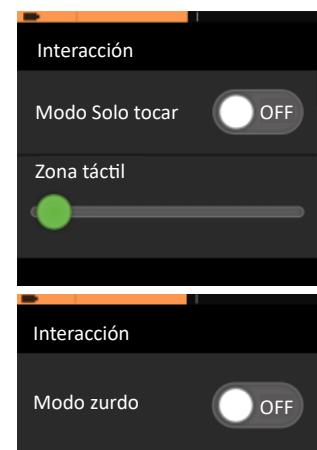 Interacción
Modo Solo tocar OFF
Zona táctil
Interacción
Modo zurdo OFF